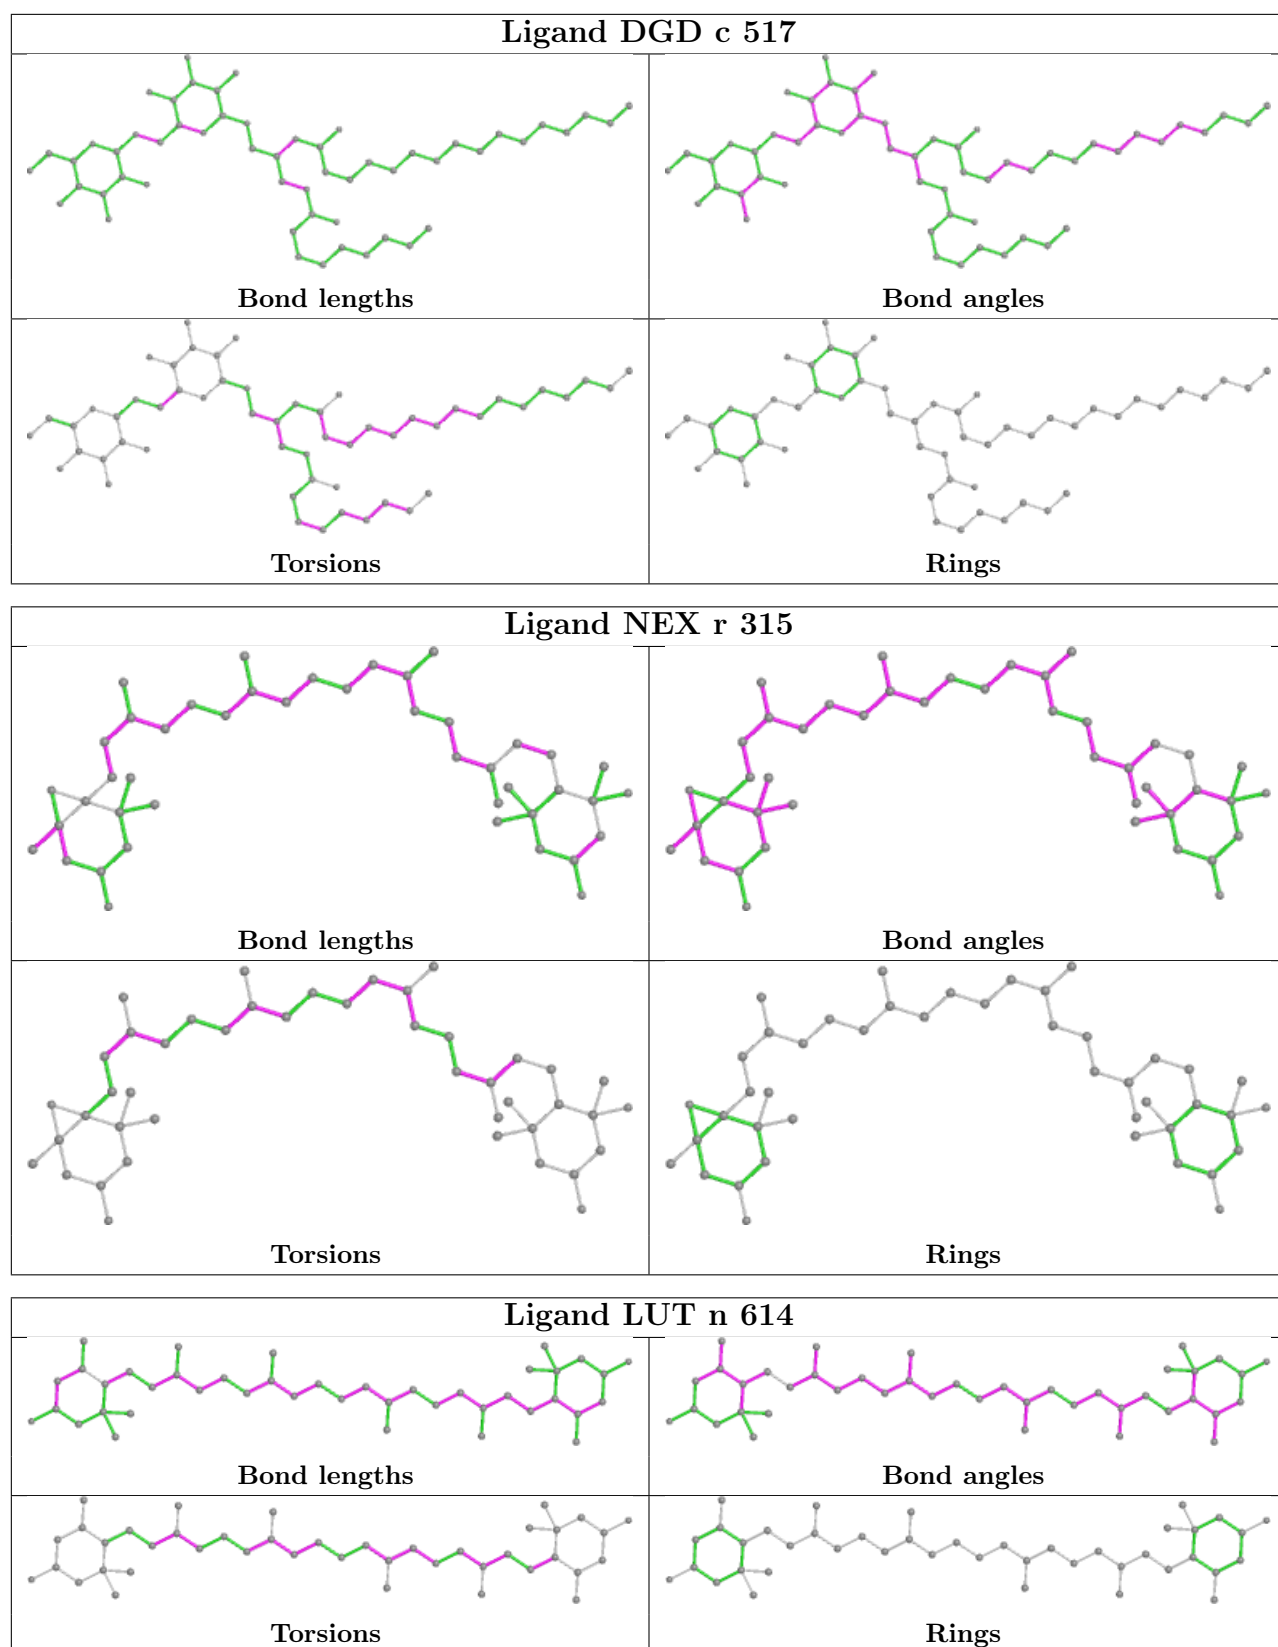 Ligand DGD c 517
Bond lengths
Bond angles
Torsions
Rings
Ligand NEX r 315
Bond lengths
Bond angles
Torsions
Rings
Ligand LUT n 614
Bond lengths
Bond angles
Torsions
Rings